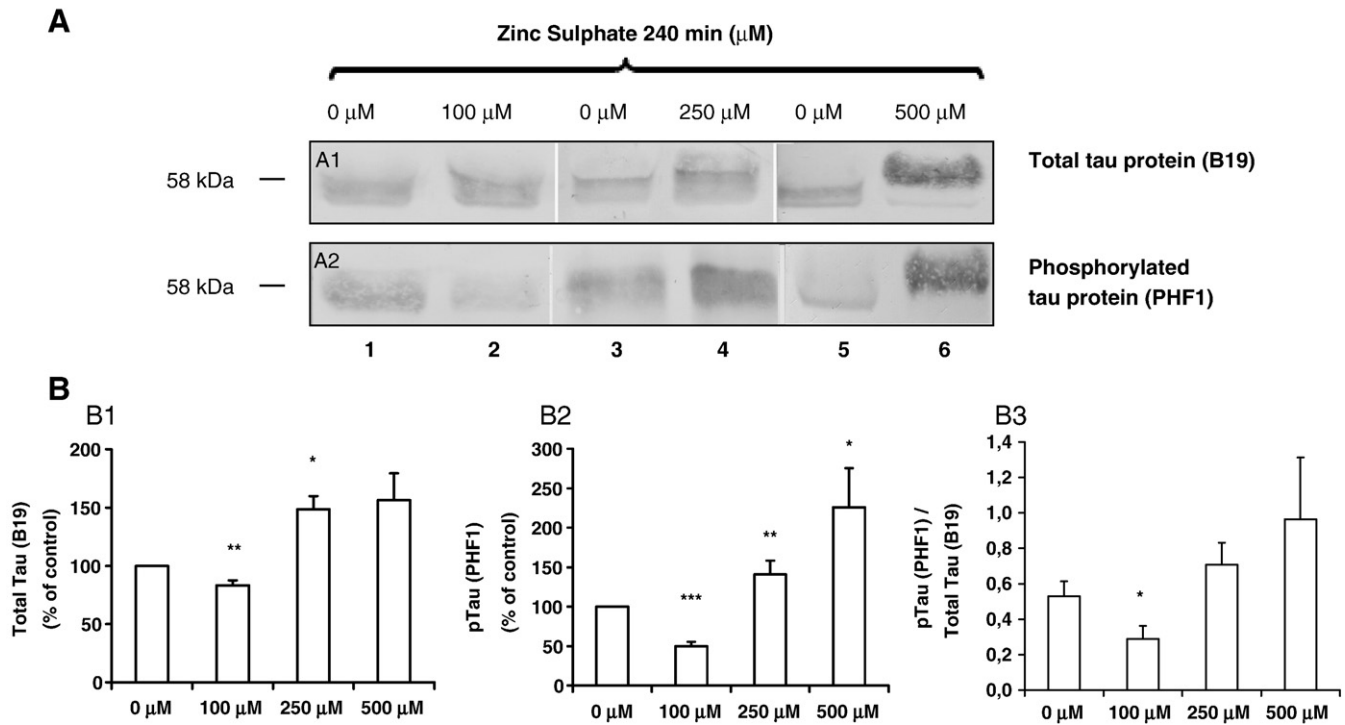 A
Zinc Sulphate 240 min (μM)
0 μM 100 μM 0 μM 250 μM 0 μM 500 μM
A1
58 kDa
Total tau protein (B19)
A2
58 kDa
Phosphorylated
tau protein (PHF1)
1 2 3 4 5 6
B
B1
Total Tau (B19)
(% of control)
200
150
100
50
0
**
*
0 μM 100 μM 250 μM 500 μM
B2
pTau (PHF1)
(% of control)
300
250
200
150
100
50
0
***
**
*
0 μM 100 μM 250 μM 500 μM
B3
pTau (PHF1) /
Total Tau (B19)
1,4
1,2
1,0
0,8
0,6
0,4
0,2
0,0
*
0 μM 100 μM 250 μM 500 μM